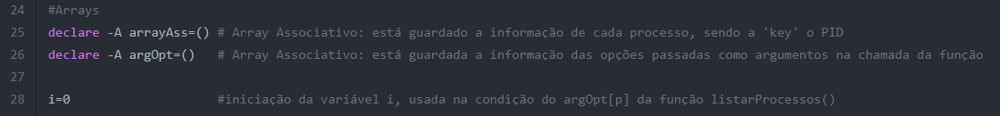 24 #Arrays
25 declare -A arrayAss=() # Array Associativo: está guardado a informação de cada processo, sendo a 'key' o PID
26 declare -A argOpt=() # Array Associativo: está guardada a informação das opções passadas como argumentos na chamada da função
27
28 i=0 #iniciação da variável i, usada na condição do argOpt[p] da função listarProcessos()